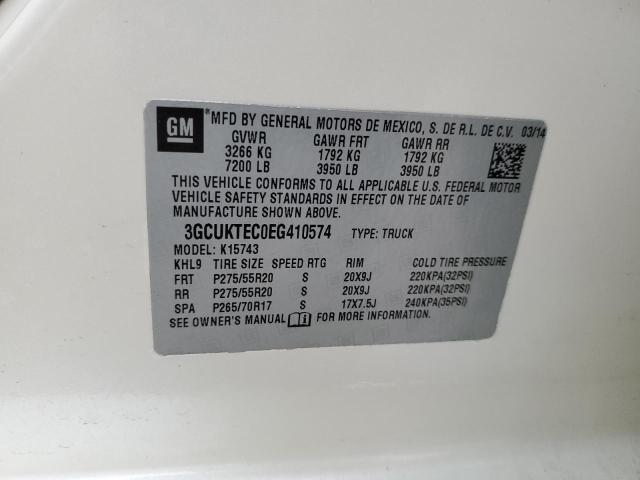 GM
MFD BY GENERAL MOTORS DE MEXICO, S. DE R.L. DE C.V. 03/14
GVWR GAWR FRT GAWR RR
3266 KG 1792 KG 1792 KG
7200 LB 3950 LB 3950 LB
THIS VEHICLE CONFORMS TO ALL APPLICABLE U.S. FEDERAL MOTOR
VEHICLE SAFETY STANDARDS IN EFFECT ON THE DATE OF
MANUFACTURE SHOWN ABOVE.
3GCUKTEC0EG410574 TYPE: TRUCK
MODEL: K15743
KHL9 TIRE SIZE SPEED RTG RIM COLD TIRE PRESSURE
FRT P275/55R20 S 20X9J 220KPA(32PSI)
RR P275/55R20 S 20X9J 220KPA(32PSI)
SPA P265/70R17 S 17X7.5J 240KPA(35PSI)
SEE OWNER'S MANUAL FOR MORE INFORMATION.